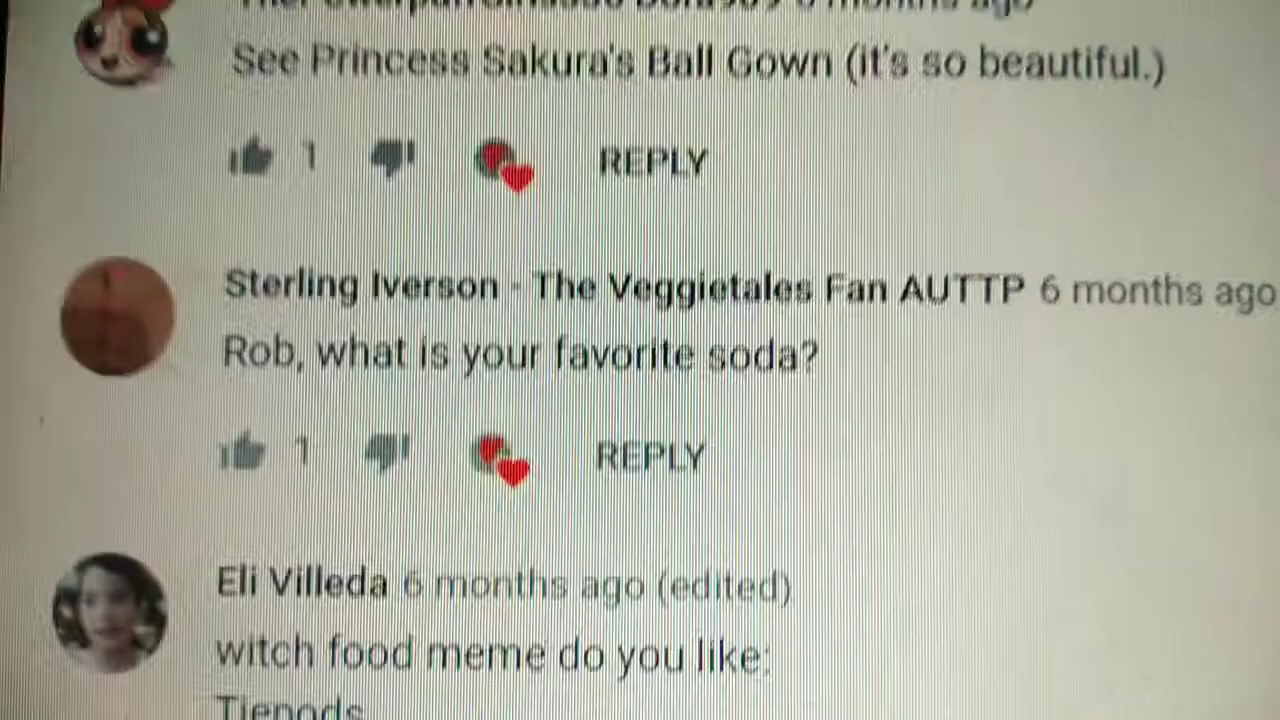 See Princess Sakura's Ball Gown (it's so beautiful.)
1 REPLY
Sterling Iverson - The Veggietales Fan AUTTP 6 months ago
Rob, what is your favorite soda?
1 REPLY
Eli Villeda 6 months ago (edited)
witch food meme do you like:
Tiepods